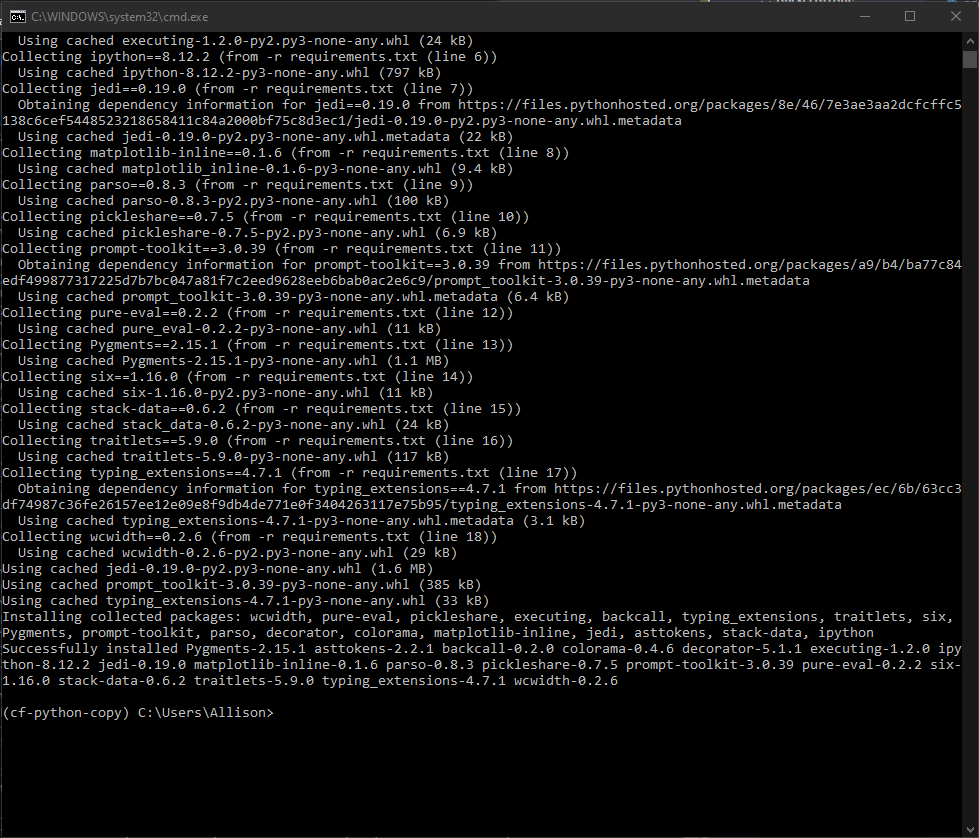 C:\WINDOWS\system32\cmd.exe
  Using cached executing-1.2.0-py2.py3-none-any.whl (24 kB)
Collecting ipython==8.12.2 (from -r requirements.txt (line 6))
  Using cached ipython-8.12.2-py3-none-any.whl (797 kB)
Collecting jedi==0.19.0 (from -r requirements.txt (line 7))
  Obtaining dependency information for jedi==0.19.0 from https://files.pythonhosted.org/packages/8e/46/7e3ae3aa2dcfcffc5
138c6cef5448523218658411c84a2000bf75c8d3ec1/jedi-0.19.0-py2.py3-none-any.whl.metadata
  Using cached jedi-0.19.0-py2.py3-none-any.whl.metadata (22 kB)
Collecting matplotlib-inline==0.1.6 (from -r requirements.txt (line 8))
  Using cached matplotlib_inline-0.1.6-py3-none-any.whl (9.4 kB)
Collecting parso==0.8.3 (from -r requirements.txt (line 9))
  Using cached parso-0.8.3-py2.py3-none-any.whl (100 kB)
Collecting pickleshare==0.7.5 (from -r requirements.txt (line 10))
  Using cached pickleshare-0.7.5-py2.py3-none-any.whl (6.9 kB)
Collecting prompt-toolkit==3.0.39 (from -r requirements.txt (line 11))
  Obtaining dependency information for prompt-toolkit==3.0.39 from https://files.pythonhosted.org/packages/a9/b4/ba77c84
edf499877317225d7b7bc047a81f7c2eed9628eeb6bab0ac2e6c9/prompt_toolkit-3.0.39-py3-none-any.whl.metadata
  Using cached prompt_toolkit-3.0.39-py3-none-any.whl.metadata (6.4 kB)
Collecting pure-eval==0.2.2 (from -r requirements.txt (line 12))
  Using cached pure_eval-0.2.2-py3-none-any.whl (11 kB)
Collecting Pygments==2.15.1 (from -r requirements.txt (line 13))
  Using cached Pygments-2.15.1-py3-none-any.whl (1.1 MB)
Collecting six==1.16.0 (from -r requirements.txt (line 14))
  Using cached six-1.16.0-py2.py3-none-any.whl (11 kB)
Collecting stack-data==0.6.2 (from -r requirements.txt (line 15))
  Using cached stack_data-0.6.2-py3-none-any.whl (24 kB)
Collecting traitlets==5.9.0 (from -r requirements.txt (line 16))
  Using cached traitlets-5.9.0-py3-none-any.whl (117 kB)
Collecting typing_extensions==4.7.1 (from -r requirements.txt (line 17))
  Obtaining dependency information for typing_extensions==4.7.1 from https://files.pythonhosted.org/packages/ec/6b/63cc3
df74987c36fe26157ee12e09e8f9db4de771e0f3404263117e75b95/typing_extensions-4.7.1-py3-none-any.whl.metadata
  Using cached typing_extensions-4.7.1-py3-none-any.whl.metadata (3.1 kB)
Collecting wcwidth==0.2.6 (from -r requirements.txt (line 18))
  Using cached wcwidth-0.2.6-py2.py3-none-any.whl (29 kB)
Using cached jedi-0.19.0-py2.py3-none-any.whl (1.6 MB)
Using cached prompt_toolkit-3.0.39-py3-none-any.whl (385 kB)
Using cached typing_extensions-4.7.1-py3-none-any.whl (33 kB)
Installing collected packages: wcwidth, pure-eval, pickleshare, executing, backcall, typing_extensions, traitlets, six,
Pygments, prompt-toolkit, parso, decorator, colorama, matplotlib-inline, jedi, asttokens, stack-data, ipython
Successfully installed Pygments-2.15.1 asttokens-2.2.1 backcall-0.2.0 colorama-0.4.6 decorator-5.1.1 executing-1.2.0 ipy
thon-8.12.2 jedi-0.19.0 matplotlib-inline-0.1.6 parso-0.8.3 pickleshare-0.7.5 prompt-toolkit-3.0.39 pure-eval-0.2.2 six-
1.16.0 stack-data-0.6.2 traitlets-5.9.0 typing_extensions-4.7.1 wcwidth-0.2.6
(cf-python-copy) C:\Users\Allison>